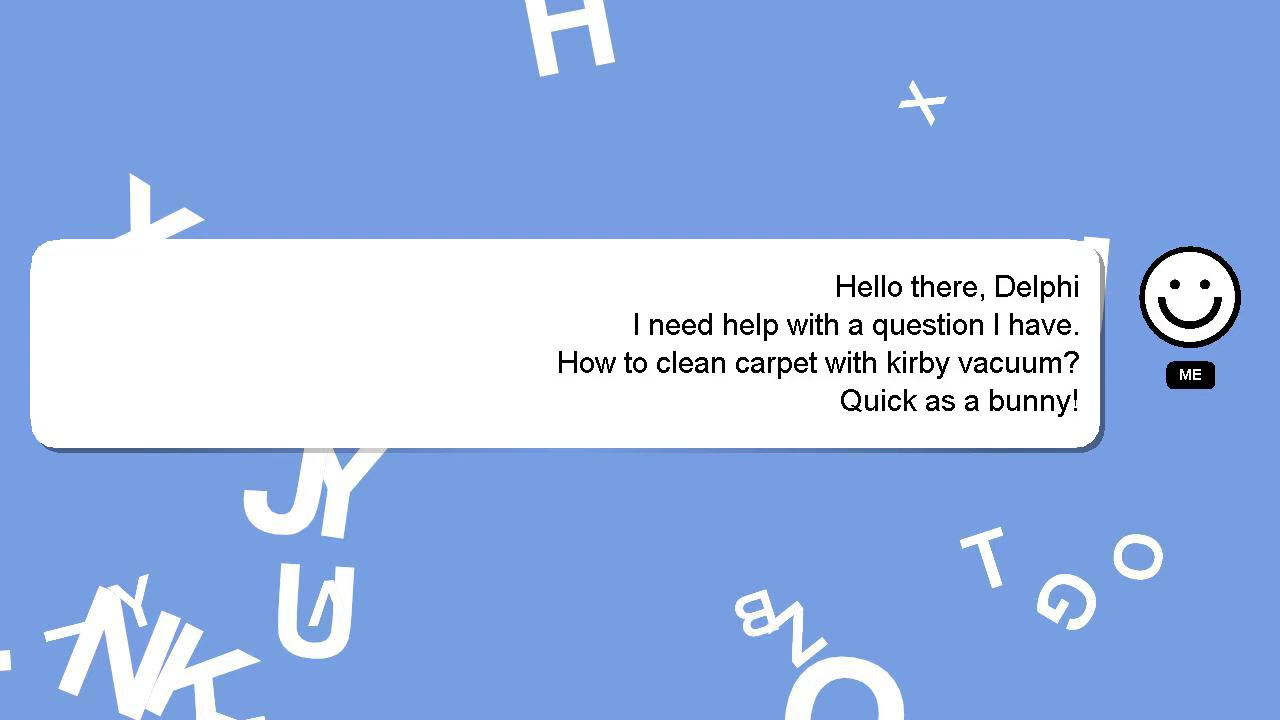 Hello there, Delphi
I need help with a question I have.
How to clean carpet with kirby vacuum?
Quick as a bunny!
ME
H
X
Y
J
Y
U
Y
N
K
B
Z
O
T
G
O